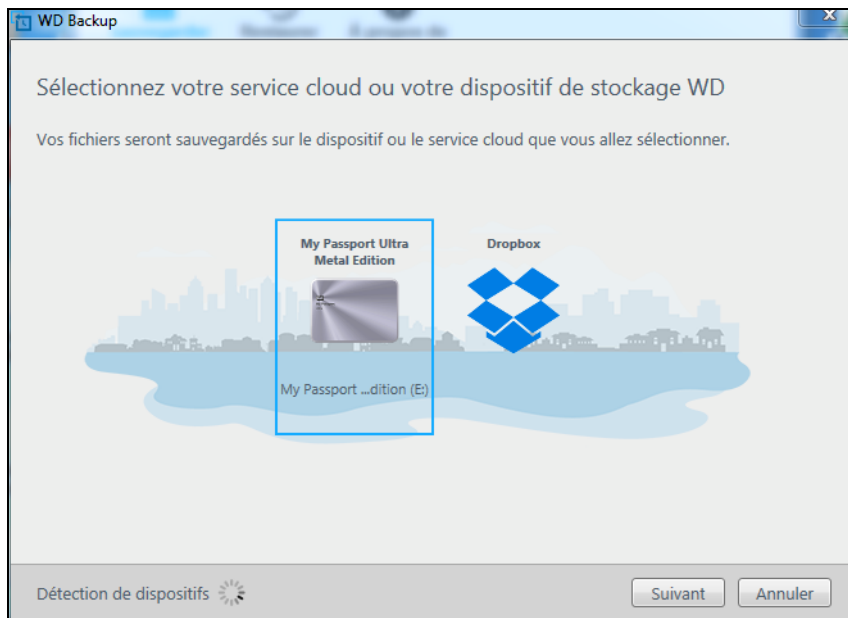 WD Backup
Sélectionnez votre service cloud ou votre dispositif de stockage WD
Vos fichiers seront sauvegardés sur le dispositif ou le service cloud que vous allez sélectionner.
My Passport Ultra
Metal Edition
Dropbox
My Passport ...dition (E:)
Détection de dispositifs
Suivant
Annuler